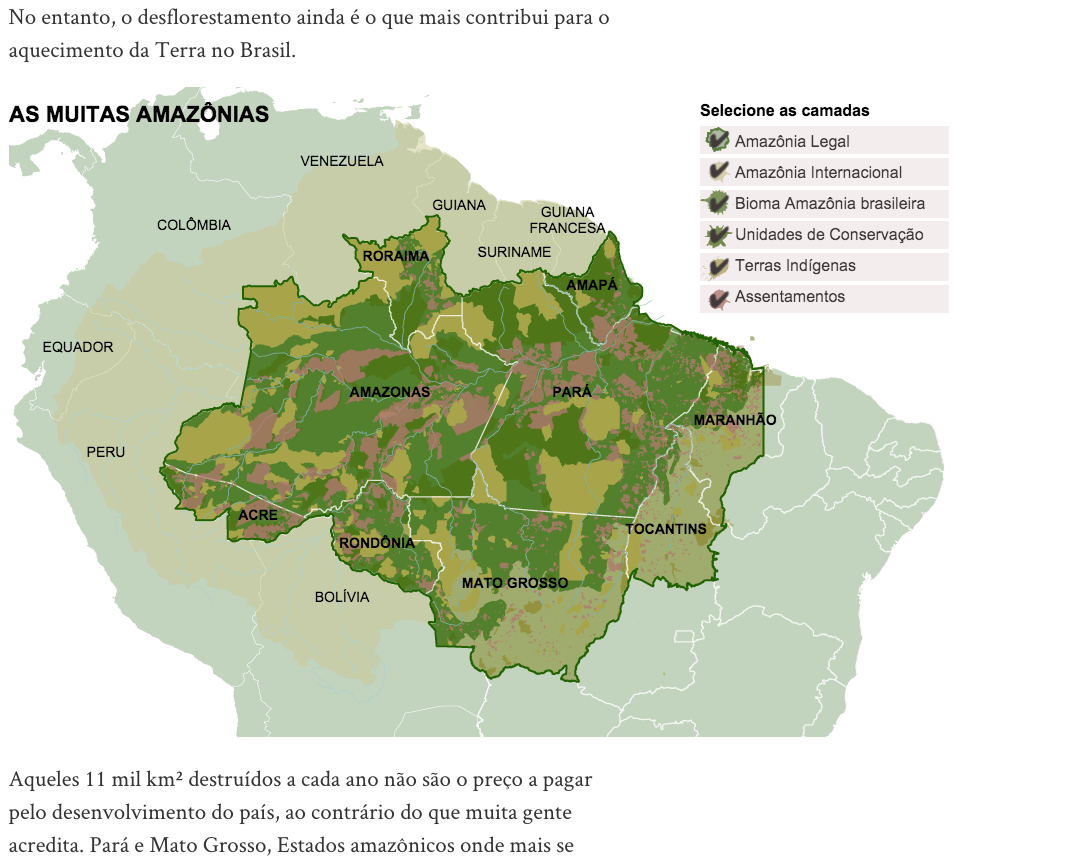 No entanto, o desflorestamento ainda é o que mais contribui para o
aquecimento da Terra no Brasil.
AS MUITAS AMAZÔNIAS
Selecione as camadas
Amazônia Legal
Amazônia Internacional
Bioma Amazônia brasileira
Unidades de Conservação
Terras Indígenas
Assentamentos
VENEZUELA
GUIANA
GUIANA
FRANCESA
COLÔMBIA
SURINAME
RORAIMA
AMAPÁ
EQUADOR
AMAZONAS
PARÁ
MARANHÃO
PERU
ACRE
TOCANTINS
RONDÔNIA
MATO GROSSO
BOLÍVIA
Aqueles 11 mil km² destruídos a cada ano não são o preço a pagar
pelo desenvolvimento do país, ao contrário do que muita gente
acredita. Pará e Mato Grosso, Estados amazônicos onde mais se